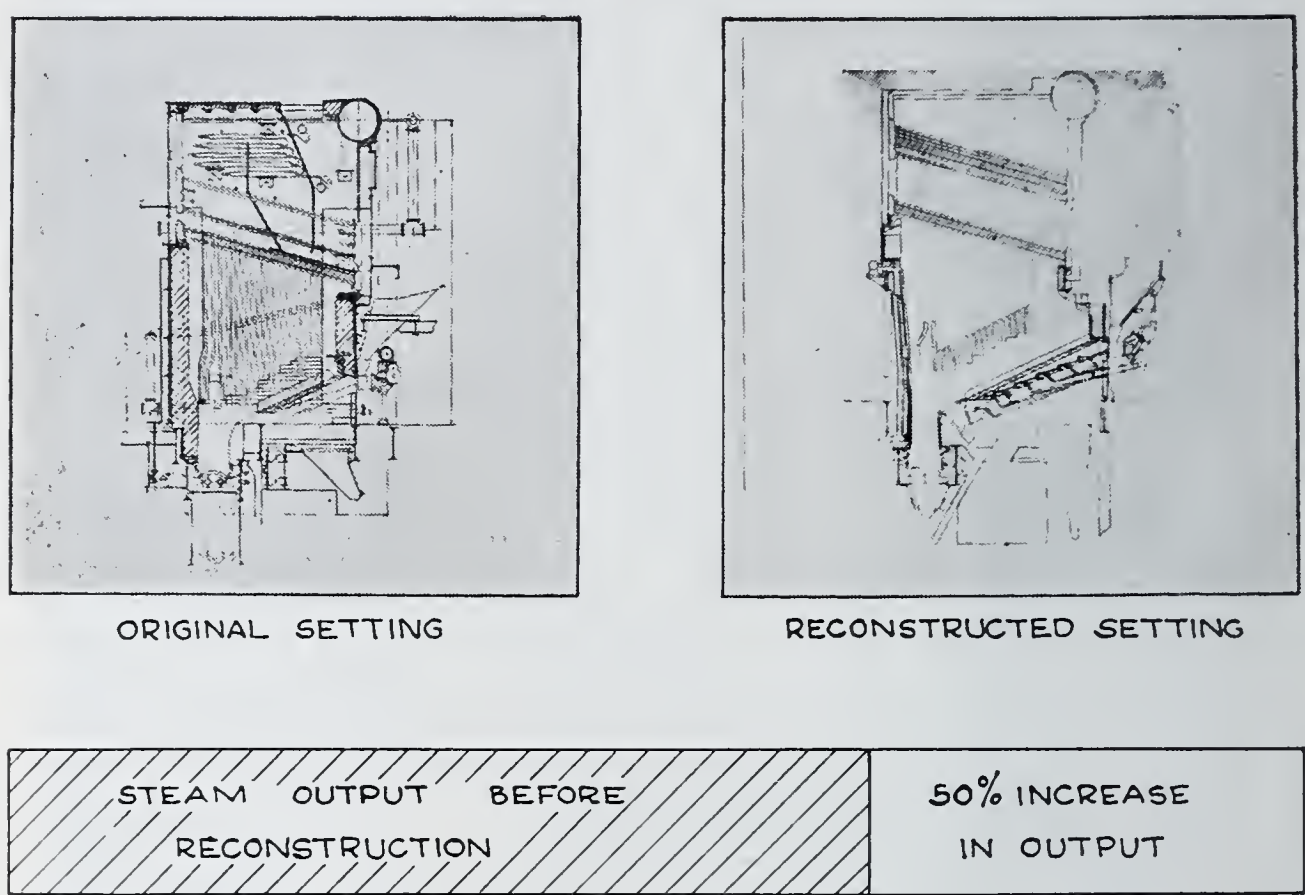 ORIGINAL SETTING
RECONSTRUCTED SETTING
STEAM OUTPUT BEFORE
RECONSTRUCTION
50% INCREASE
IN OUTPUT